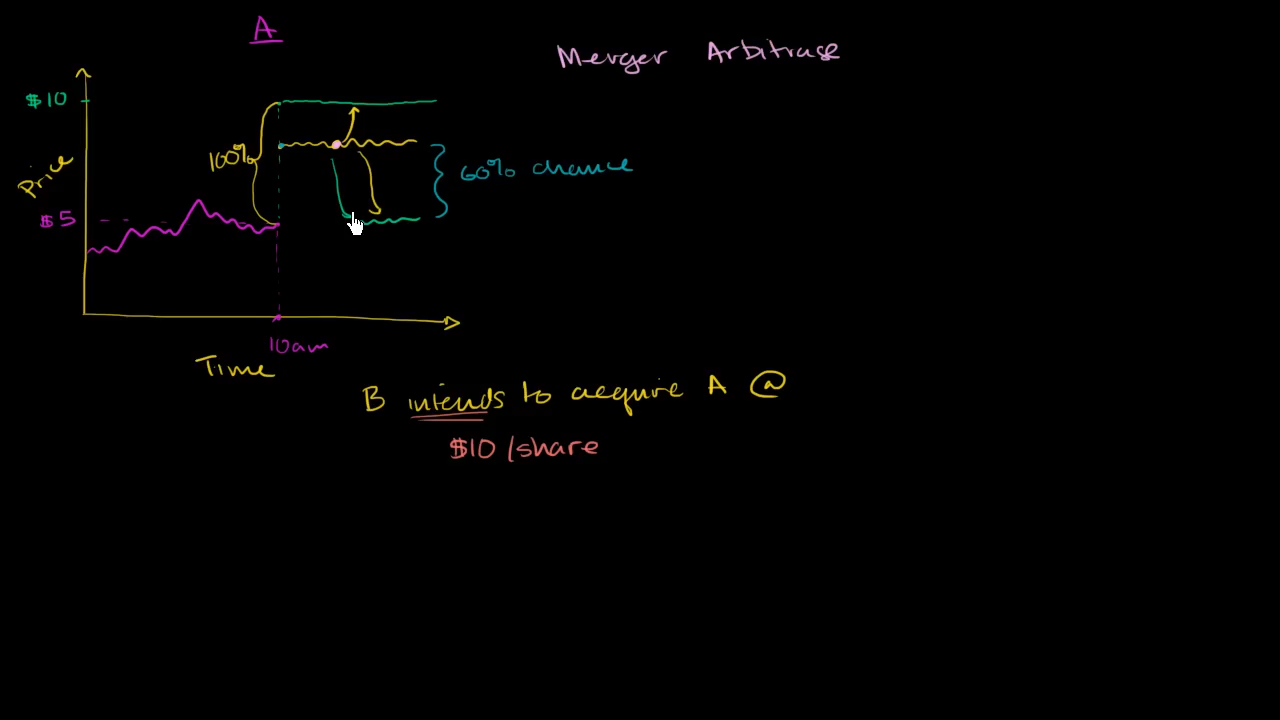 A
Merger Arbitrage
$10
100%
Price
60% chance
$5
10am
Time
B intends to acquire A @
$10/share